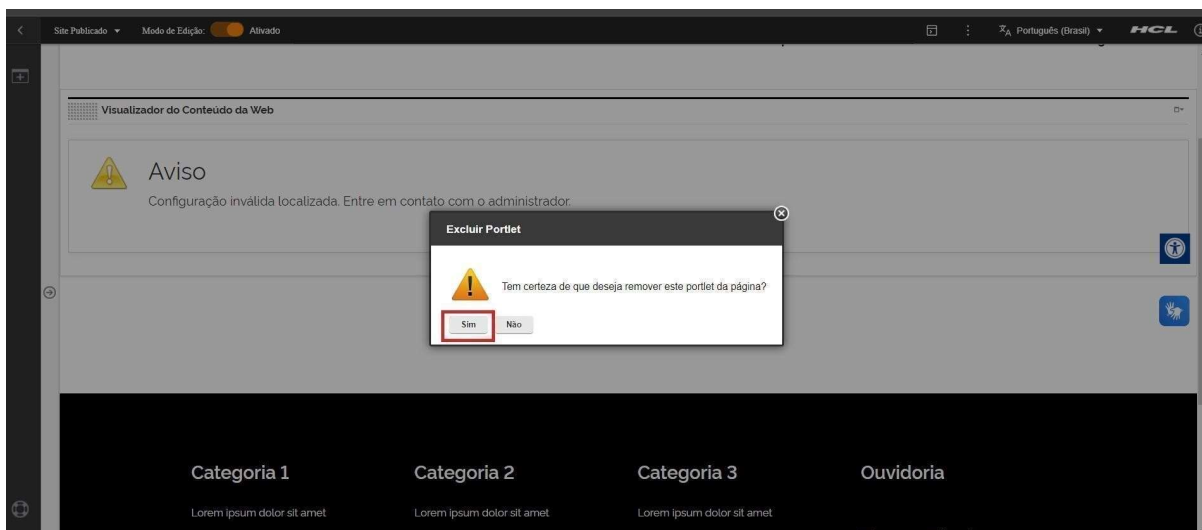 Site Publicado
Modo de Edição:
Ativado
Português (Brasil)
HCL
Visualizador do Conteúdo da Web
Aviso
Configuração inválida localizada. Entre em contato com o administrador.
Excluir Portlet
Tem certeza de que deseja remover este portlet da página?
Sim
Não
Categoria 1
Categoria 2
Categoria 3
Ouvidoria
Lorem ipsum dolor sit amet
Lorem ipsum dolor sit amet
Lorem ipsum dolor sit amet